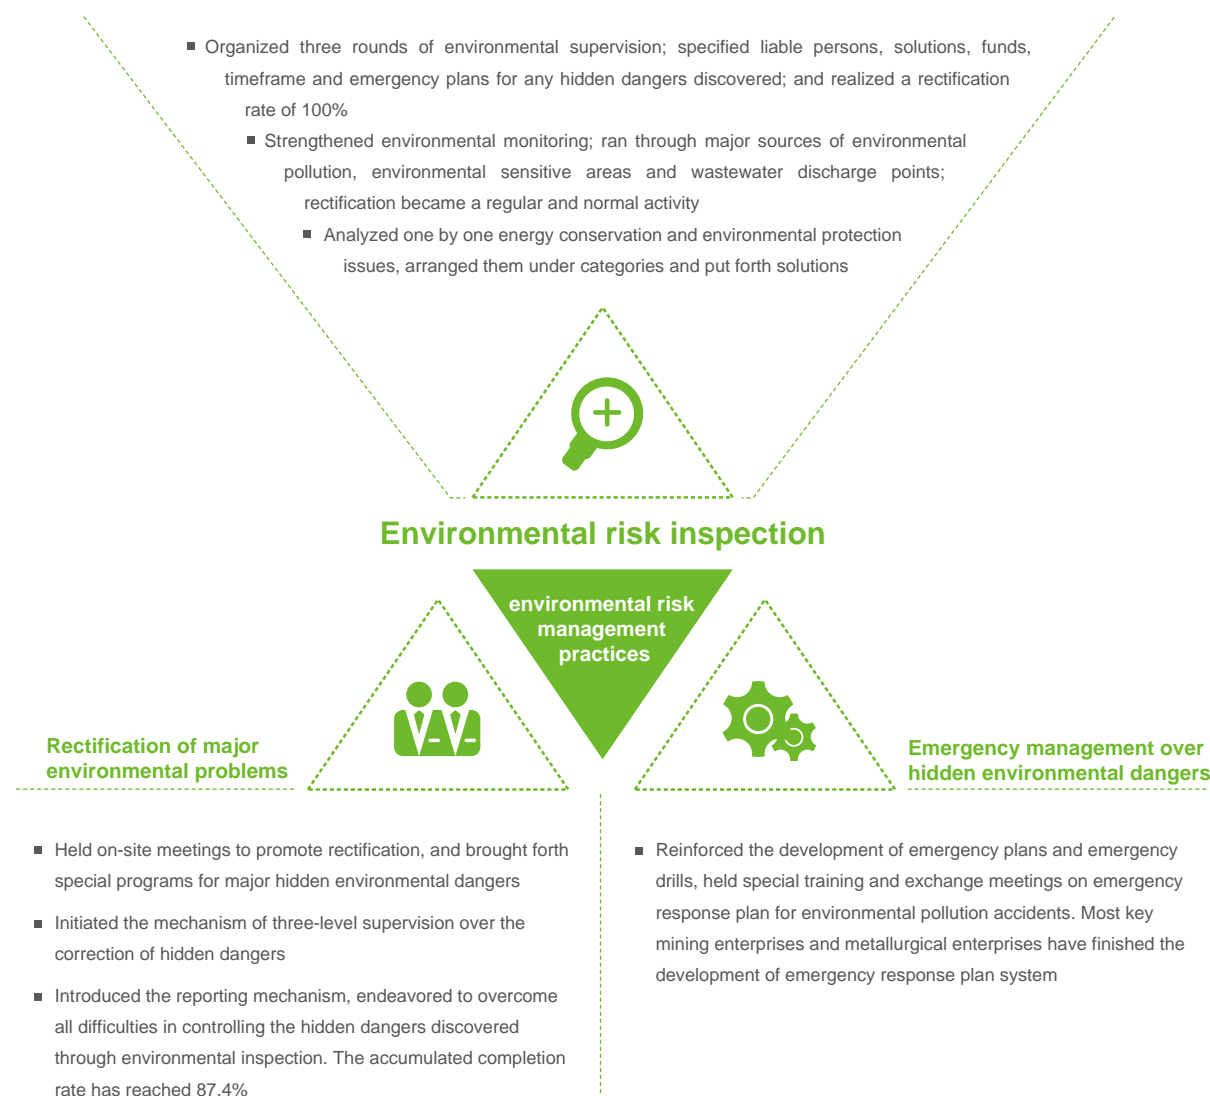 Organized three rounds of environmental supervision; specified liable persons, solutions, funds,
timeframe and emergency plans for any hidden dangers discovered; and realized a rectification
rate of 100%
Strengthened environmental monitoring; ran through major sources of environmental
pollution, environmental sensitive areas and wastewater discharge points;
rectification became a regular and normal activity
Analyzed one by one energy conservation and environmental protection
issues, arranged them under categories and put forth solutions
Environmental risk inspection
environmental risk
management
practices
Rectification of major
environmental problems
Held on-site meetings to promote rectification, and brought forth
special programs for major hidden environmental dangers
Initiated the mechanism of three-level supervision over the
correction of hidden dangers
Introduced the reporting mechanism, endeavored to overcome
all difficulties in controlling the hidden dangers discovered
through environmental inspection. The accumulated completion
rate has reached 87.4%
Emergency management over
hidden environmental dangers
Reinforced the development of emergency plans and emergency
drills, held special training and exchange meetings on emergency
response plan for environmental pollution accidents. Most key
mining enterprises and metallurgical enterprises have finished the
development of emergency response plan system